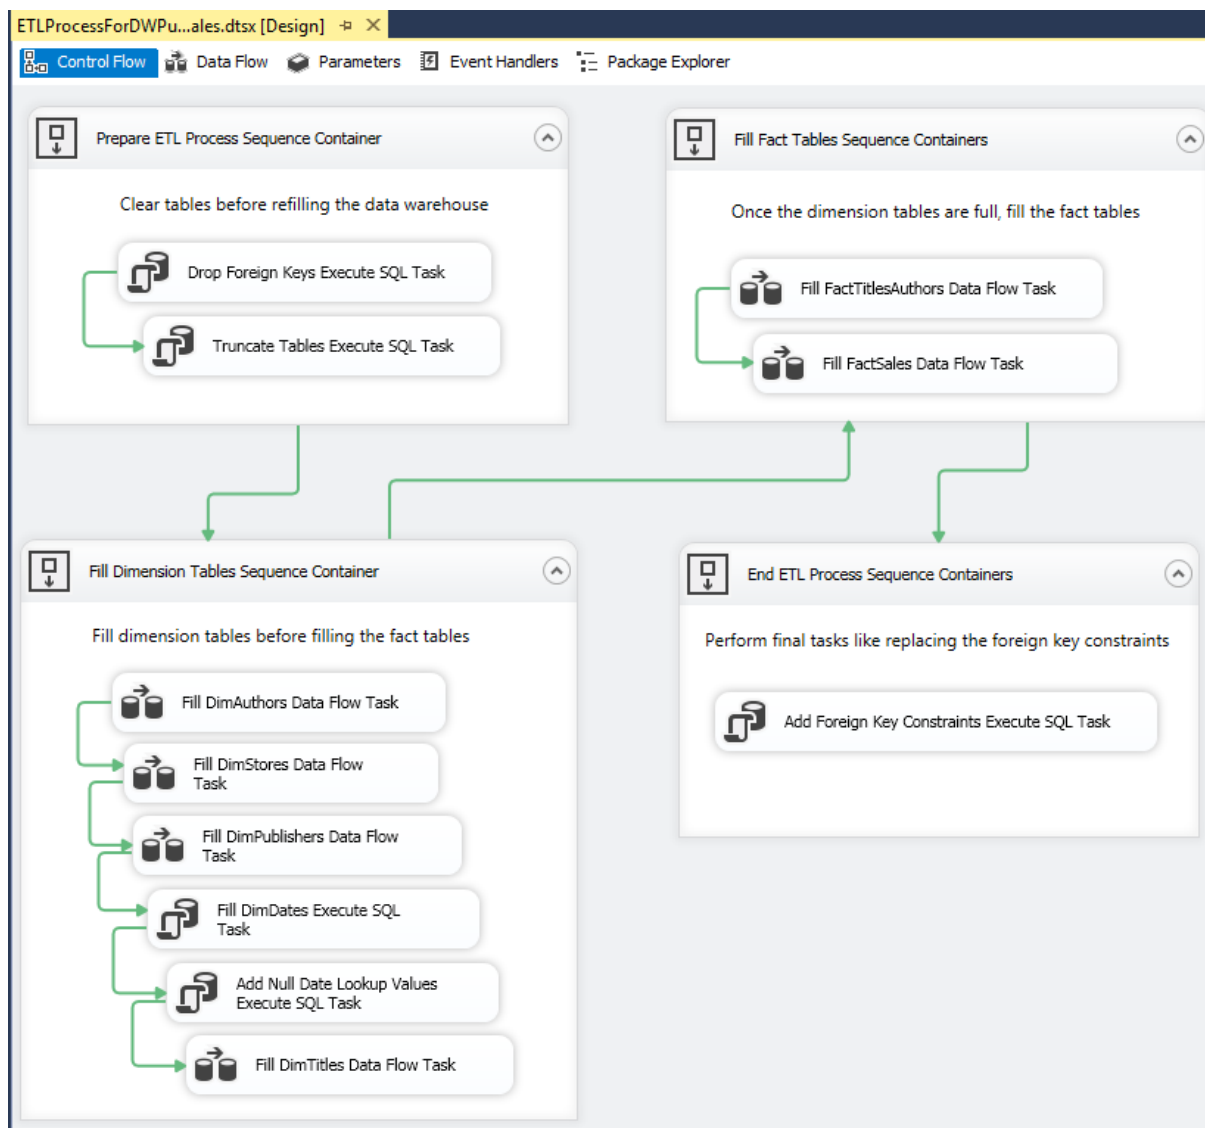 ETLProcessForDWPu...ales.dtsx [Design]
Control Flow Data Flow Parameters Event Handlers Package Explorer
Prepare ETL Process Sequence Container
Clear tables before refilling the data warehouse
Drop Foreign Keys Execute SQL Task
Truncate Tables Execute SQL Task
Fill Fact Tables Sequence Containers
Once the dimension tables are full, fill the fact tables
Fill FactTitlesAuthors Data Flow Task
Fill FactSales Data Flow Task
Fill Dimension Tables Sequence Container
Fill dimension tables before filling the fact tables
Fill DimAuthors Data Flow Task
Fill DimStores Data Flow
Task
Fill DimPublishers Data Flow
Task
Fill DimDates Execute SQL
Task
Add Null Date Lookup Values
Execute SQL Task
Fill DimTitles Data Flow Task
End ETL Process Sequence Containers
Perform final tasks like replacing the foreign key constraints
Add Foreign Key Constraints Execute SQL Task